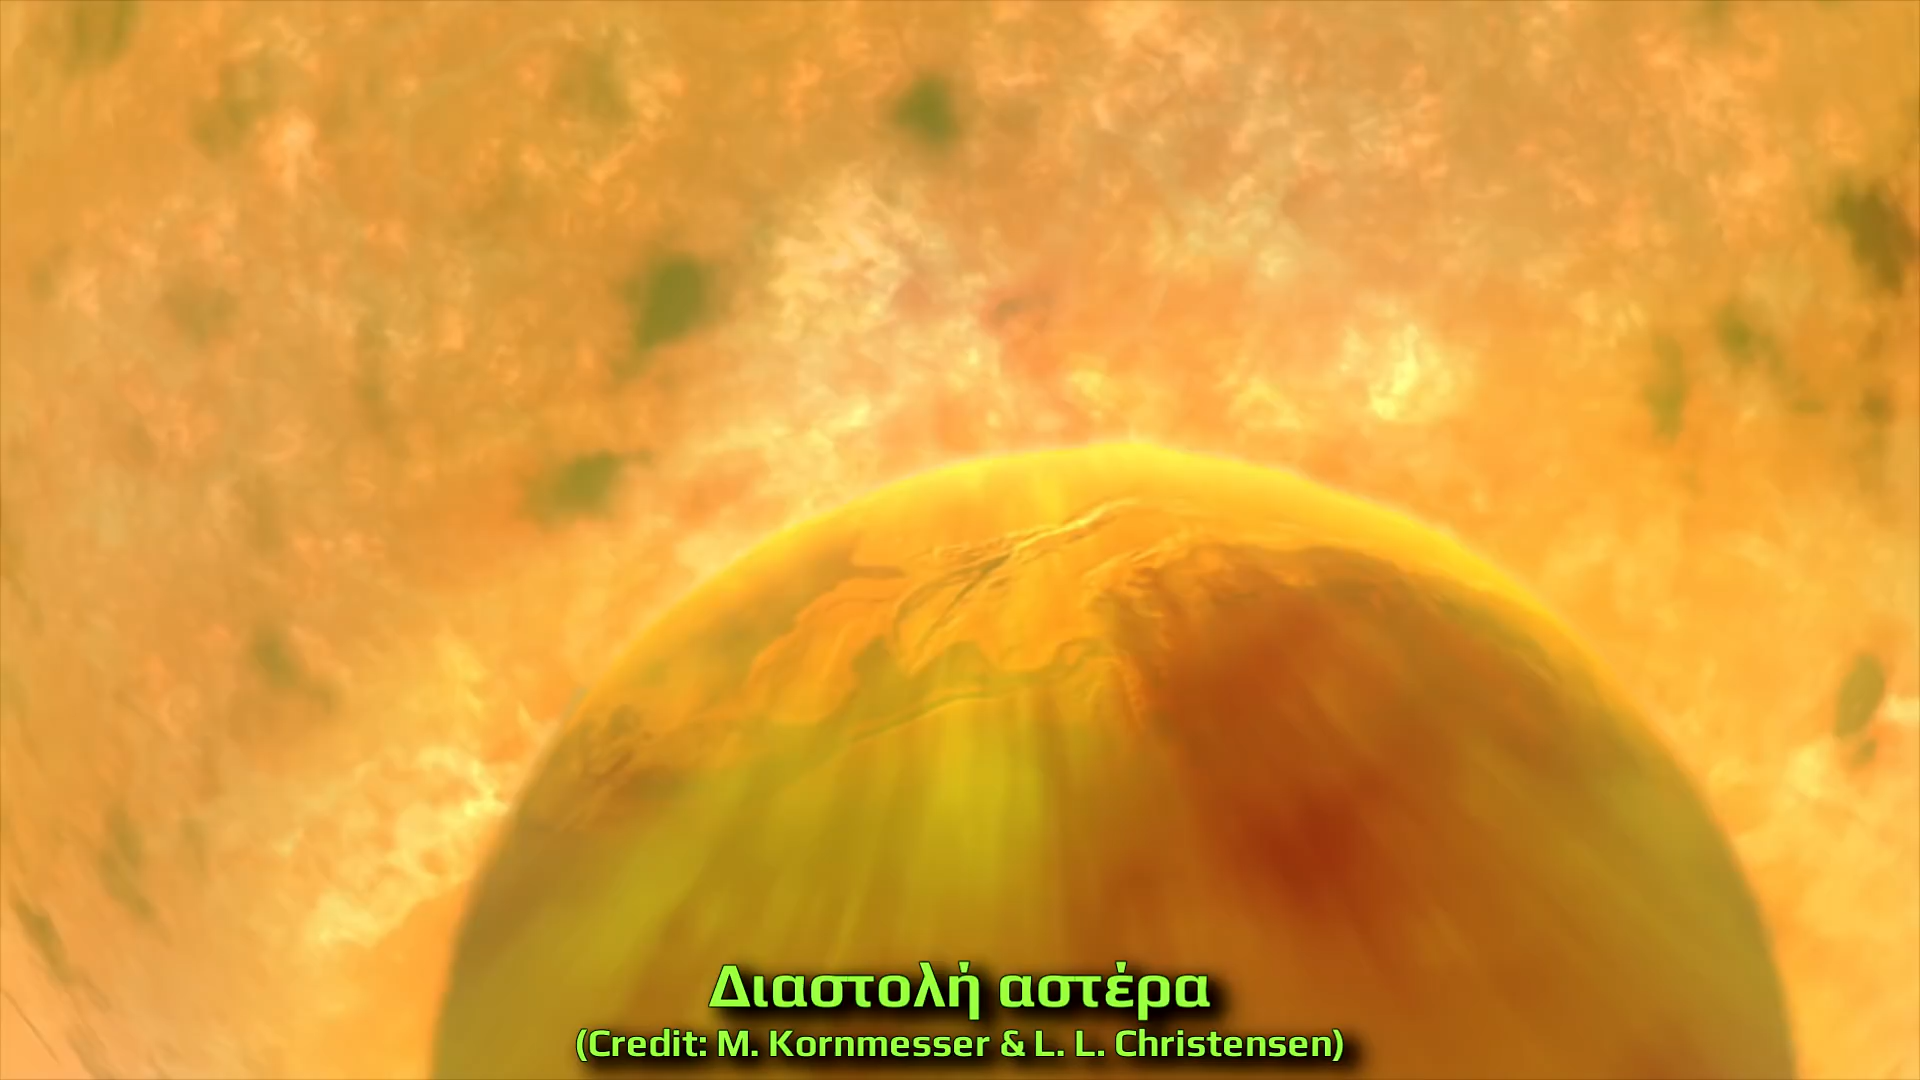 Διαστολή αστέρα
(Credit: M. Kornmesser & L. L. Christensen)